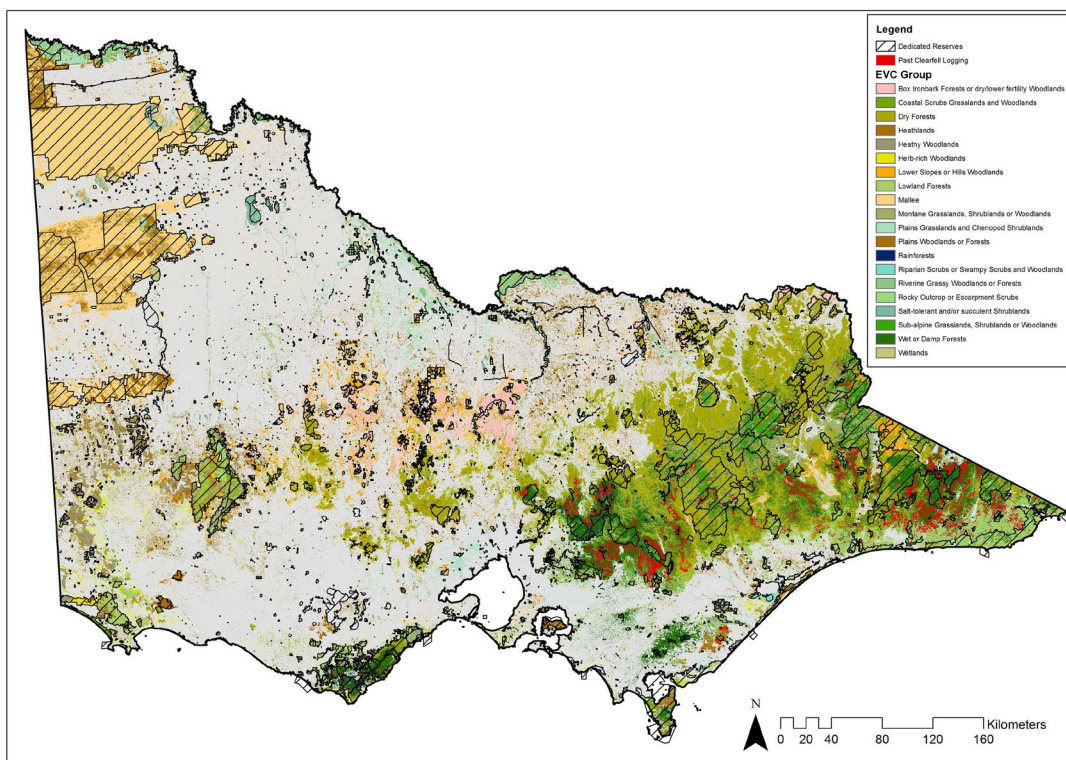 Legend
Dedicated Reserves
Past Clearfell Logging
EVC Group
Box Ironbark Forests or dry/lower fertility Woodlands
Coastal Scrubs Grasslands and Woodlands
Dry Forests
Heathlands
Heathy Woodlands
Herb-rich Woodlands
Lower Slopes or Hills Woodlands
Lowland Forests
Mallee
Montane Grasslands, Shrublands or Woodlands
Plains Grasslands and Chenopod Shrublands
Plains Woodlands or Forests
Rainforests
Riparian Scrubs or Swampy Scrubs and Woodlands
Riverine Grassy Woodlands or Forests
Rocky Outcrop or Escarpment Scrubs
Salt-tolerant and/or succulent Shrublands
Sub-alpine Grasslands, Shrublands or Woodlands
Wet or Damp Forests
Wetlands
N
Kilometers
0 20 40 80 120 160